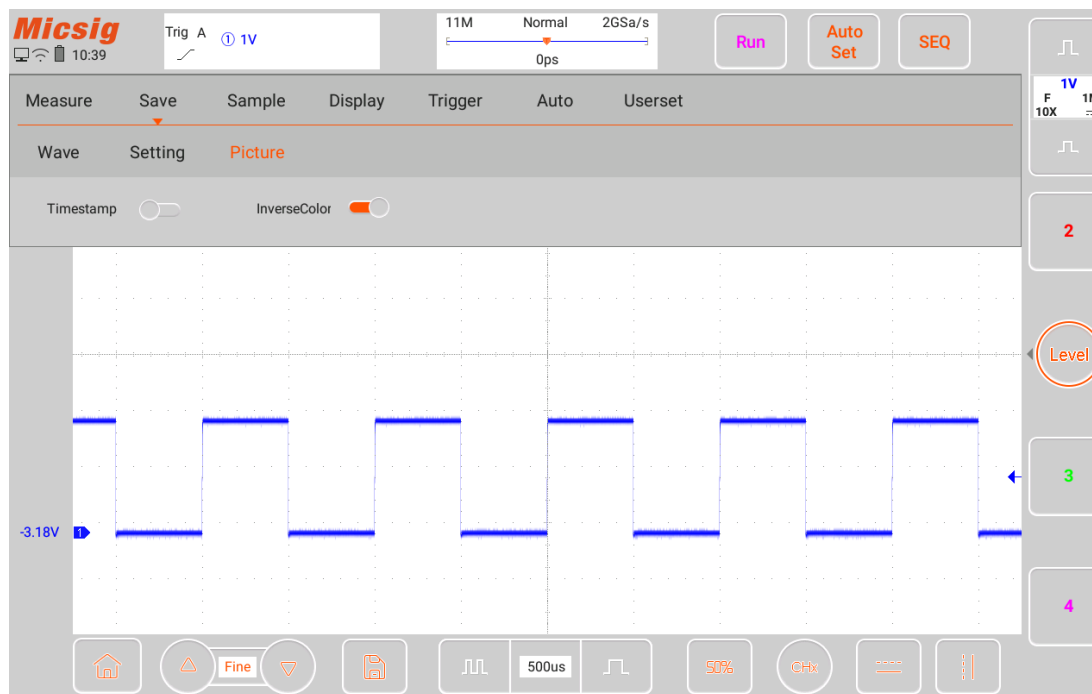 Micsig
10:39
Trig A ① 1V
11M Normal 2GSa/s
0ps
Run
Auto
Set
SEQ
Measure Save Sample Display Trigger Auto Userset
Wave Setting Picture
Timestamp InverseColor
1V
F 1M
10X
2
Level
3
4
-3.18V 1
Fine
500us
50%
CHx